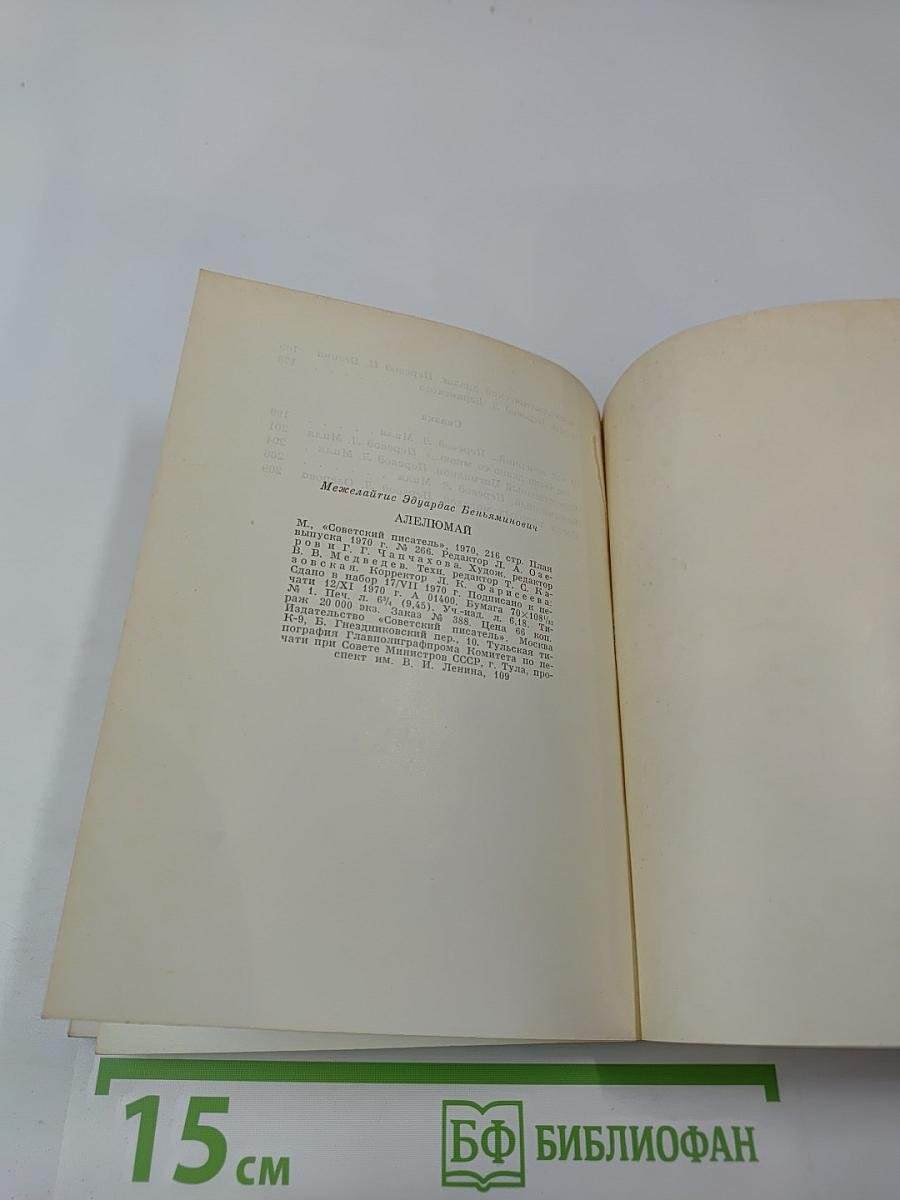 Межелайтис Эдуардас Беньяминович
АЛЕЛЮМАЙ
М., «Советский писатель», 1970, 216 стр. План
выпуска 1970 г. № 266. Редактор Л. А. Озе-
ров и Г. Г. Чапчахова. Худож. редактор
В. В. Медведев. Техн. редактор Т. С. Ка-
зовская. Корректор Л. К. Фарисеева:
Сдано в набор 17/VII 1970 г. Подписано к пе-
чати 12/XI 1970 г. А 01400. Бумага 70×108¹/₃₂
№ 1. Печ. л. 6³/₄ (9,45). Уч.-изд. л. 6,18. Ти-
раж 20 000 экз. Заказ № 388. Цена 66 коп.
Издательство «Советский писатель». Москва
К-9, Б. Гнездниковский пер., 10. Тульская ти-
пография Главполиграфпрома Комитета по пе-
чати при Совете Министров СССР, г. Тула, про-
спект им. В. И. Ленина, 109
15 см
БФ БИБЛИОФАН